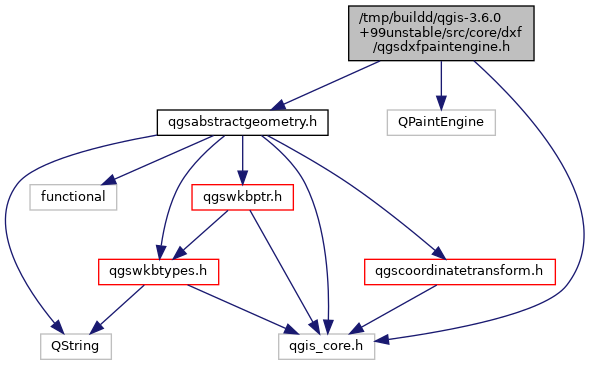 /tmp/buildd/qgis-3.6.0
+99unstable/src/core/dxf
/qgsdxfpaintengine.h
qgsabstractgeometry.h
QPaintEngine
functional
qgswkbptr.h
qgswkbtypes.h
qgscoordinatetransform.h
QString
qgis_core.h